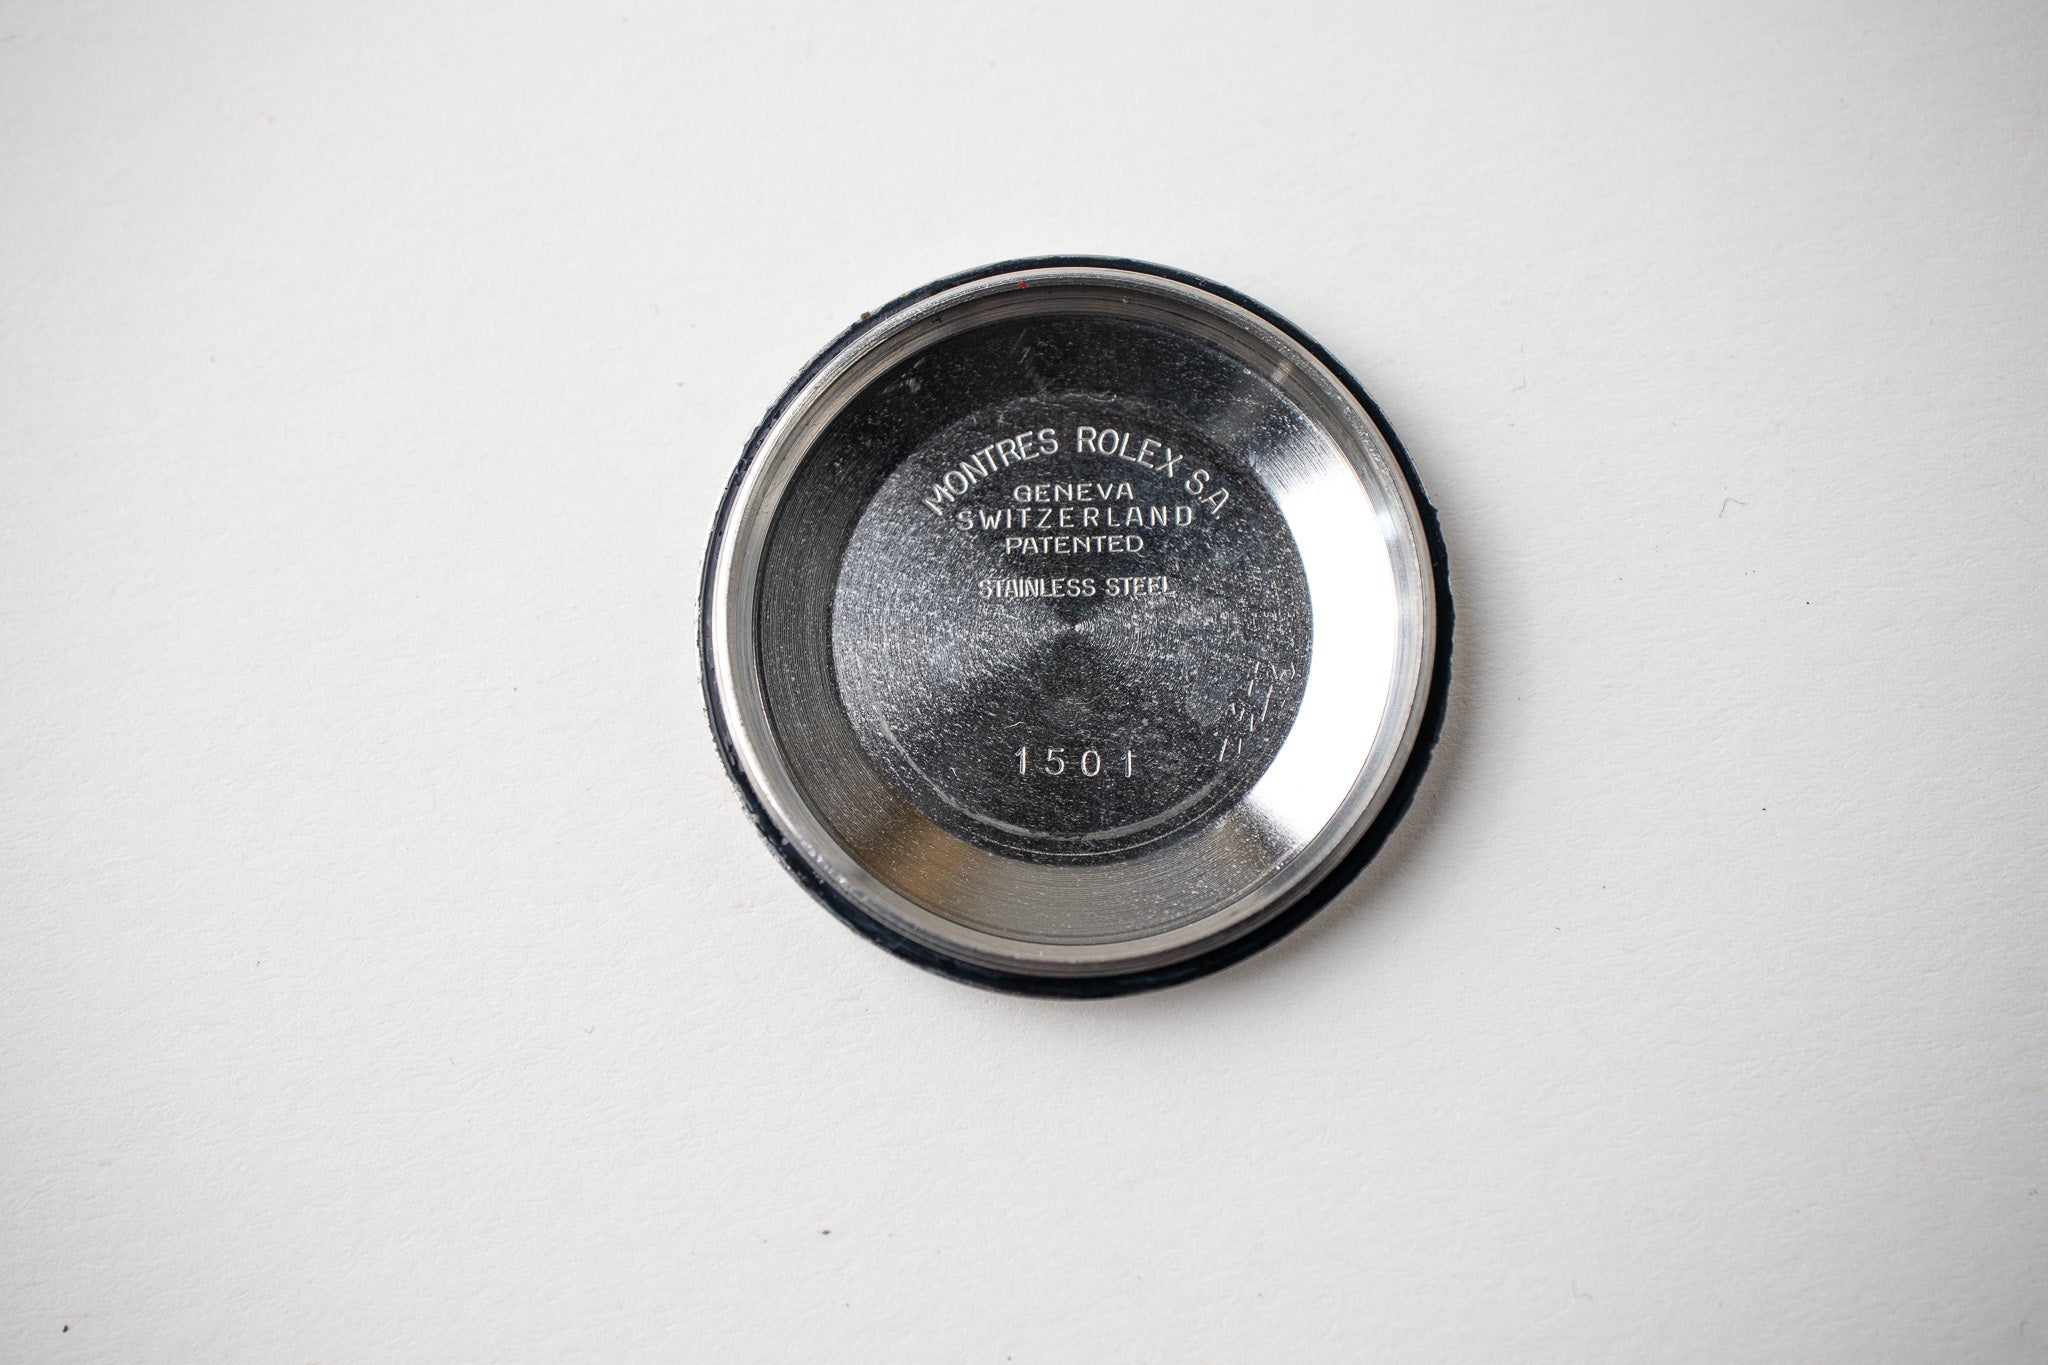 MONTRES ROLEX S.A
GENEVA
SWITZERLAND
PATENTED
STAINLESS STEEL
1501